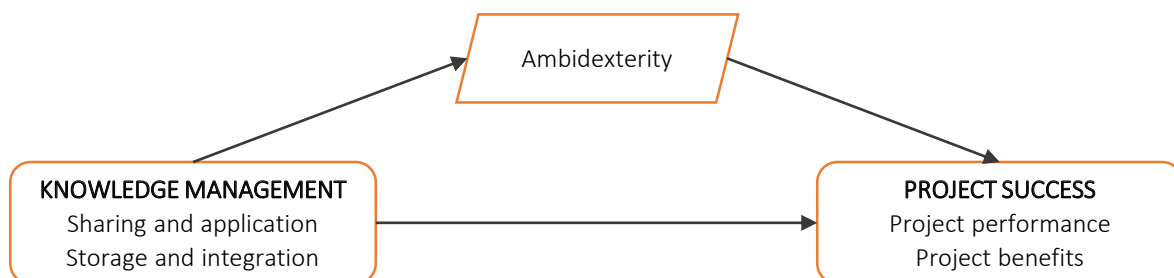 Ambidexterity
KNOWLEDGE MANAGEMENT
Sharing and application
Storage and integration
PROJECT SUCCESS
Project performance
Project benefits